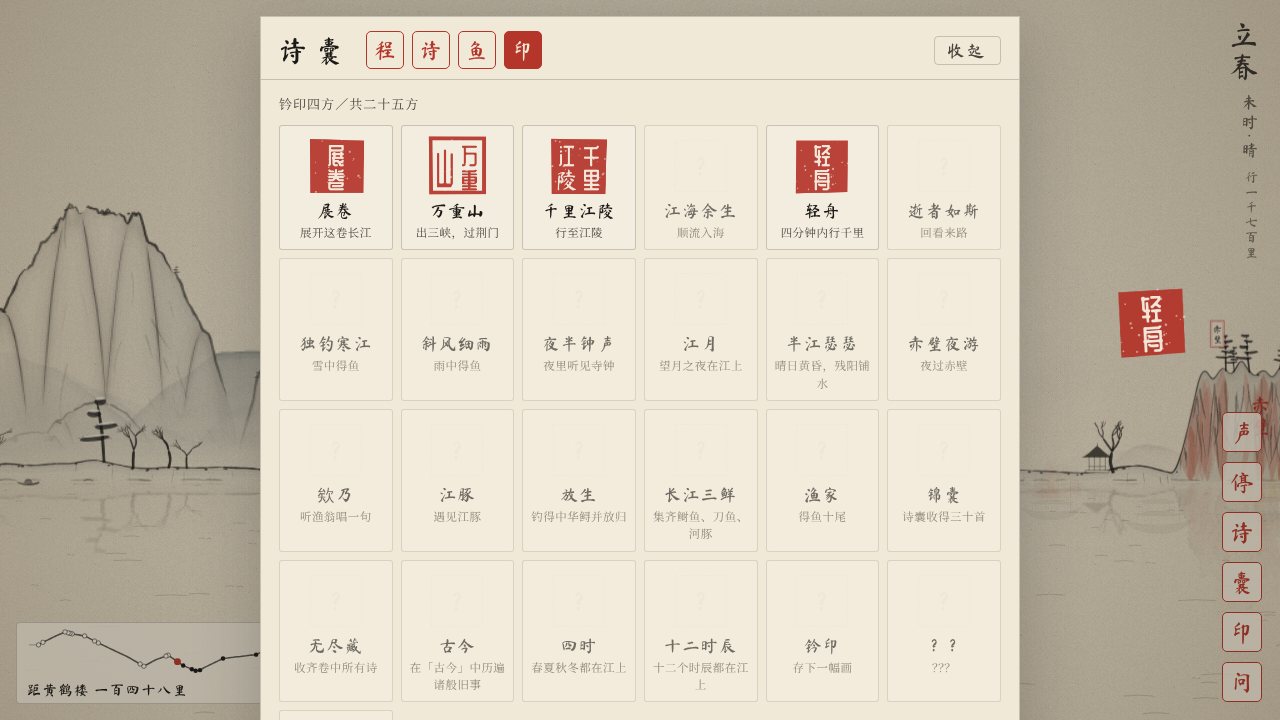 诗囊
程 诗 鱼 印
收起
钤印四方／共二十五方
展卷
展卷
展开这卷长江
万重山
万重山
出三峡，过荆门
千里江陵
千里江陵
行至江陵
?
江海余生
顺流入海
轻舟
轻舟
四分钟内行千里
?
逝者如斯
回看来路
?
独钓寒江
雪中得鱼
?
斜风细雨
雨中得鱼
?
夜半钟声
夜里听见寺钟
?
江月
望月之夜在江上
?
半江瑟瑟
晴日黄昏，残阳铺
水
?
赤壁夜游
夜过赤壁
?
欸乃
听渔翁唱一句
?
江豚
遇见江豚
?
放生
钓得中华鲟并放归
?
长江三鲜
集齐鲥鱼、刀鱼、
河豚
?
渔家
得鱼十尾
?
锦囊
诗囊收得三十首
?
无尽藏
收齐卷中所有诗
?
古今
在「古今」中历遍
诸般旧事
?
四时
春夏秋冬都在江上
?
十二时辰
十二个时辰都在江
上
?
钤印
存下一幅画
?
？？
???
立春
未时·晴
行一千七百里
轻舟
赤壁
赤壁
声
停
诗
囊
印
问
距黄鹤楼 一百四十八里